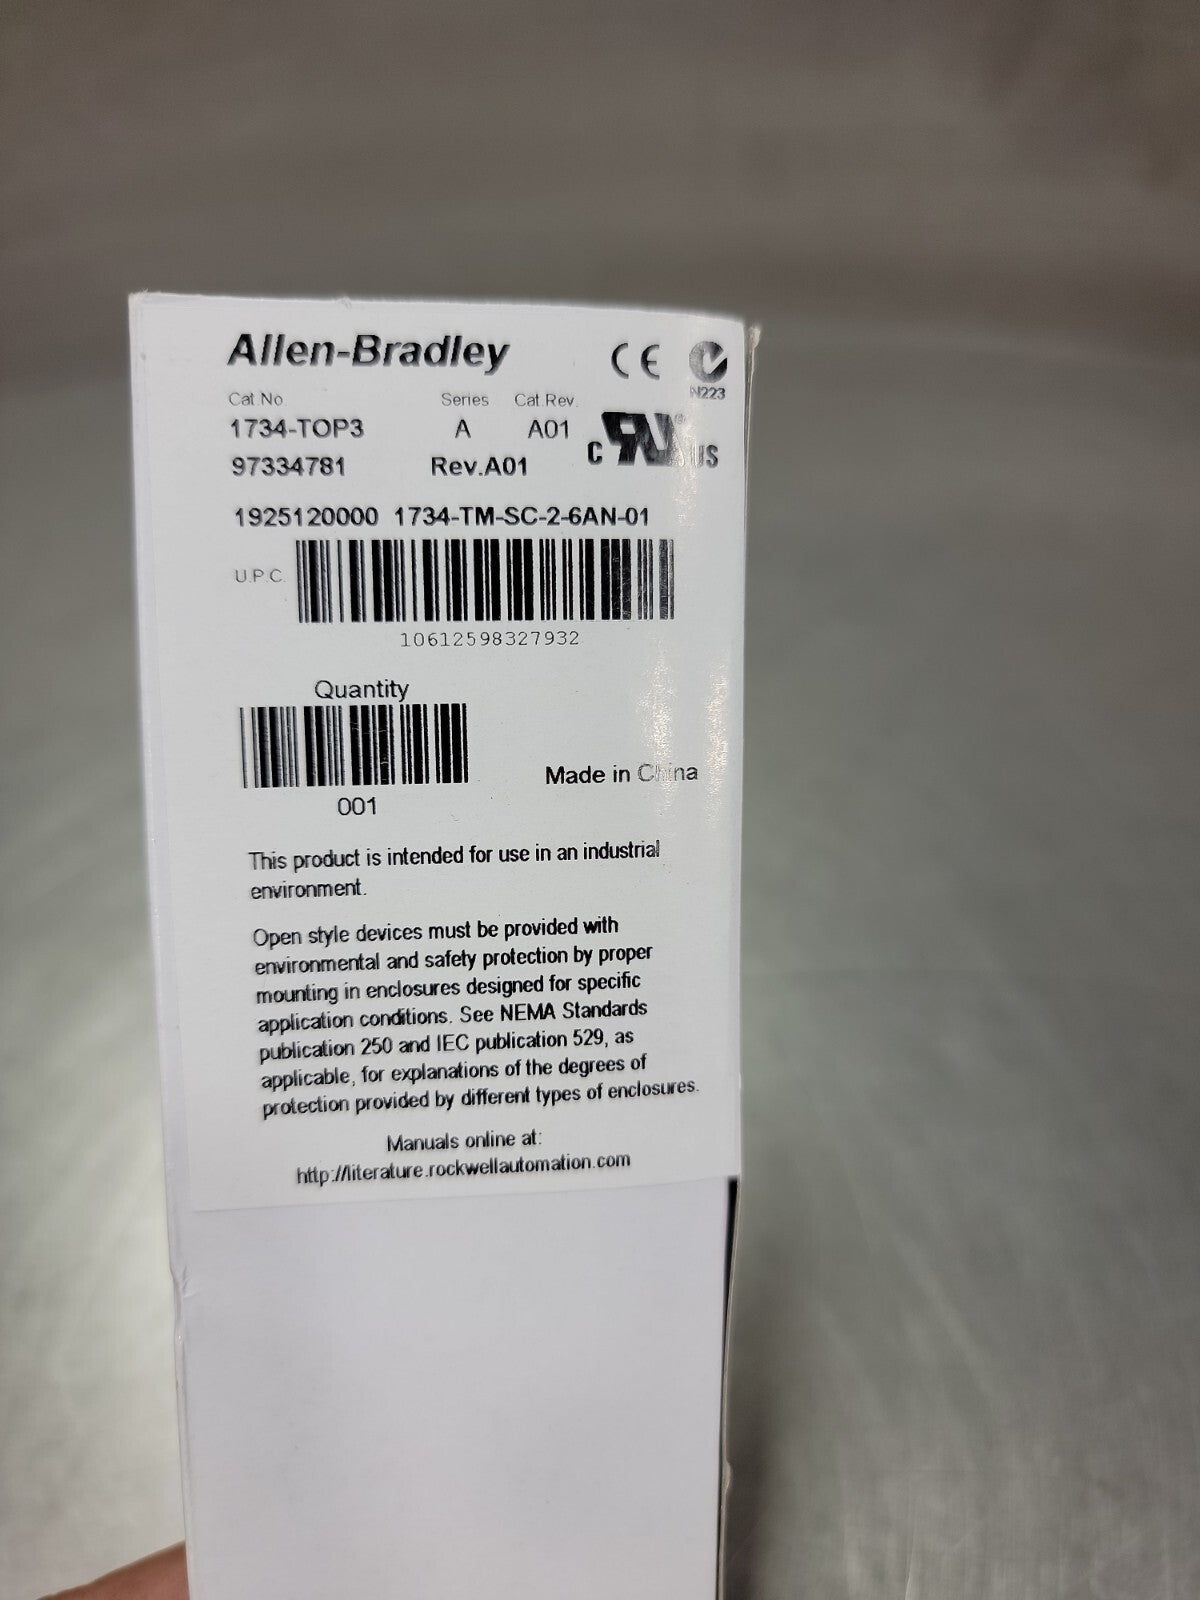 Allen-Bradley CE
N223
Cat No Series Cat.Rev.
1734-TOP3 A A01
97334781 Rev.A01
C RU® US
1925120000 1734-TM-SC-2-6AN-01
U.P.C.
10612598327932
Quantity
001
Made in China
This product is intended for use in an industrial
environment.
Open style devices must be provided with
environmental and safety protection by proper
mounting in enclosures designed for specific
application conditions. See NEMA Standards
publication 250 and IEC publication 529, as
applicable, for explanations of the degrees of
protection provided by different types of enclosures.
Manuals online at:
http://literature.rockwellautomation.com